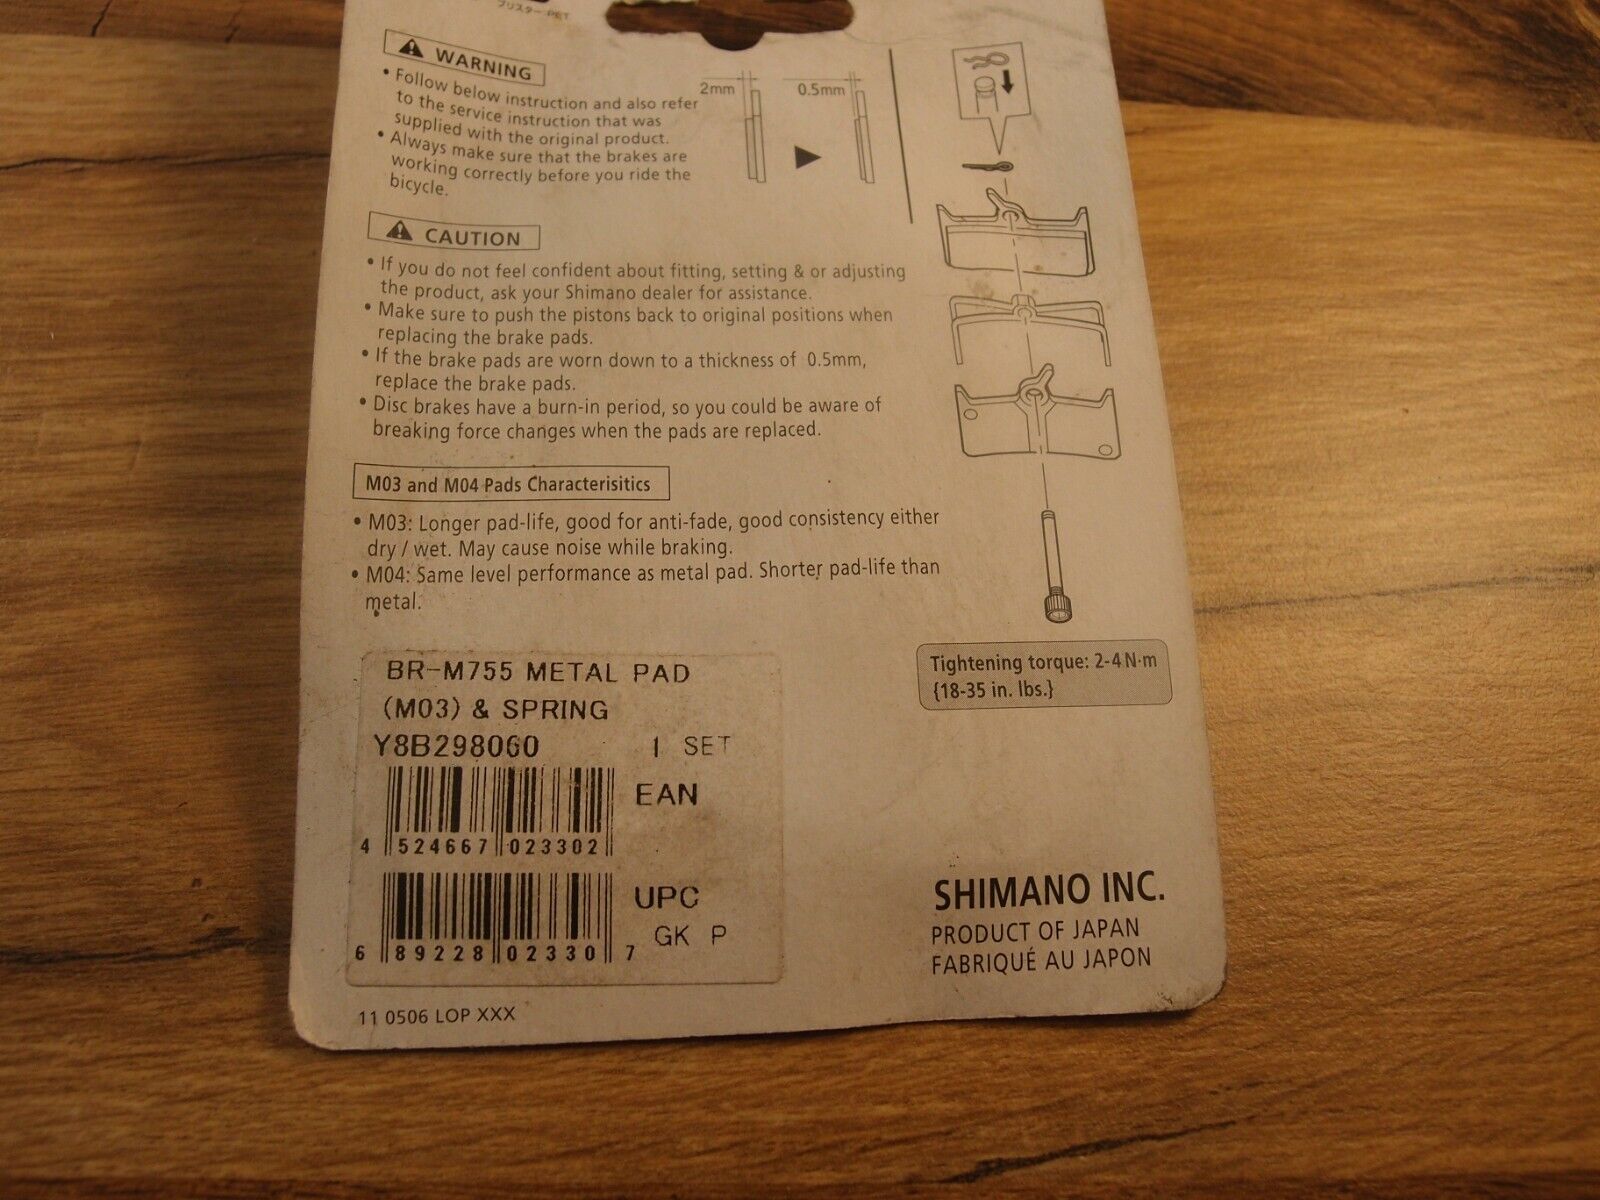 ブリスター PET
WARNING
• Follow below instruction and also refer
to the service instruction that was
supplied with the original product.
• Always make sure that the brakes are
working correctly before you ride the
bicycle.
2mm
0.5mm
CAUTION
• If you do not feel confident about fitting, setting & or adjusting
the product, ask your Shimano dealer for assistance.
• Make sure to push the pistons back to original positions when
replacing the brake pads.
• If the brake pads are worn down to a thickness of 0.5mm,
replace the brake pads.
• Disc brakes have a burn-in period, so you could be aware of
breaking force changes when the pads are replaced.
M03 and M04 Pads Characterisitics
• M03: Longer pad-life, good for anti-fade, good consistency either
dry / wet. May cause noise while braking.
• M04: Same level performance as metal pad. Shorter pad-life than
metal.
Tightening torque: 2-4 N·m
{18-35 in. lbs.}
BR-M755 METAL PAD
(M03) & SPRING
Y8B298060 1 SET
EAN
4 524667 023302
UPC
GK P
6 89228 02330 7
SHIMANO INC.
PRODUCT OF JAPAN
FABRIQUÉ AU JAPON
11 0506 LOP XXX